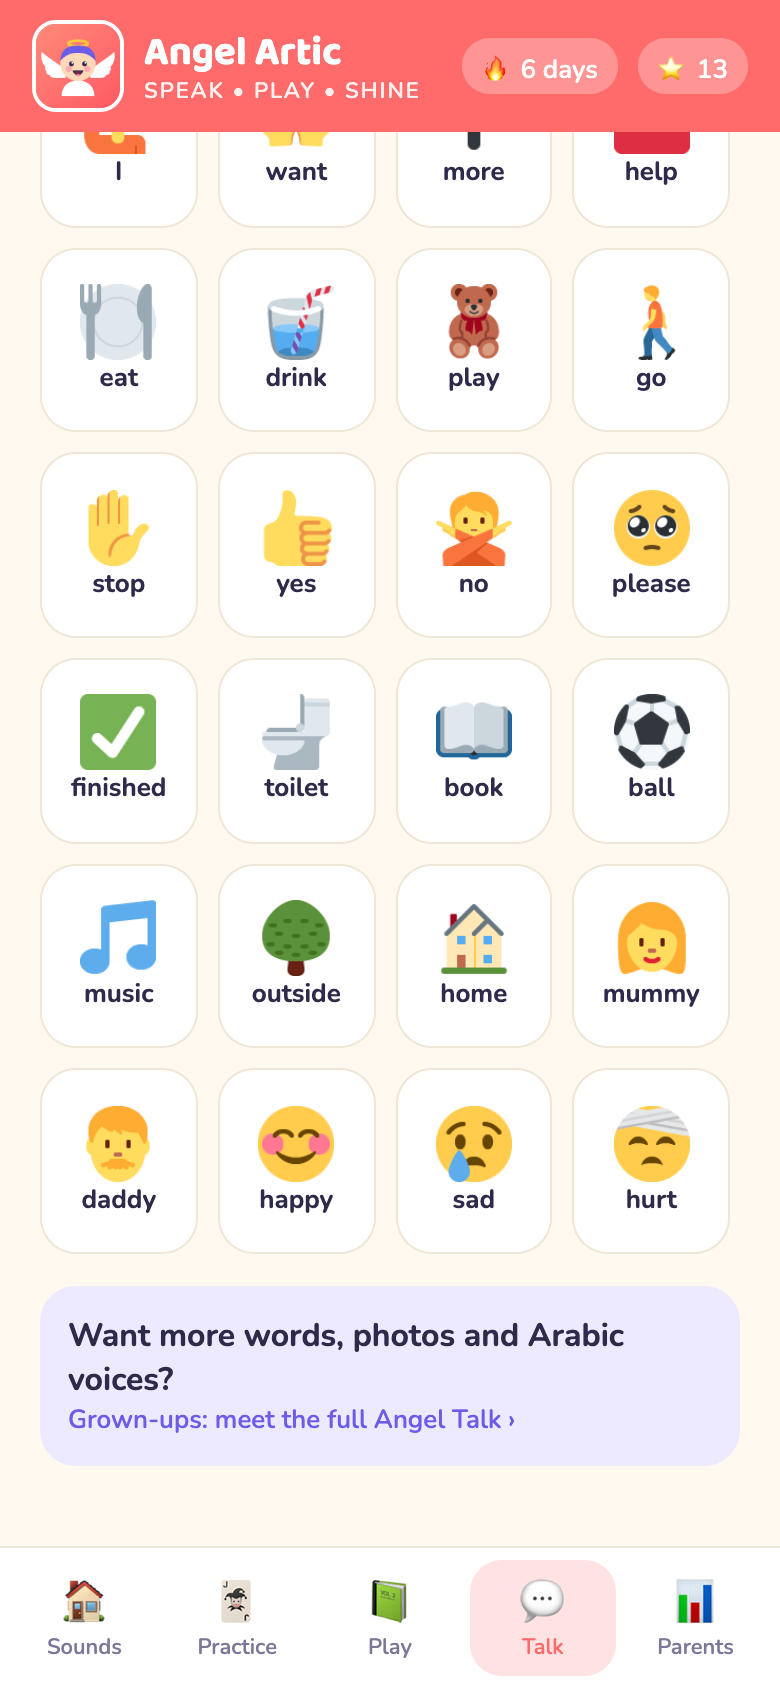 Angel Artic
SPEAK • PLAY • SHINE
6 days
13
I
want
more
help
eat
drink
play
go
stop
yes
no
please
finished
toilet
book
ball
music
outside
home
mummy
daddy
happy
sad
hurt
Want more words, photos and Arabic
voices?
Grown-ups: meet the full Angel Talk ›
Sounds
Practice
Play
Talk
Parents